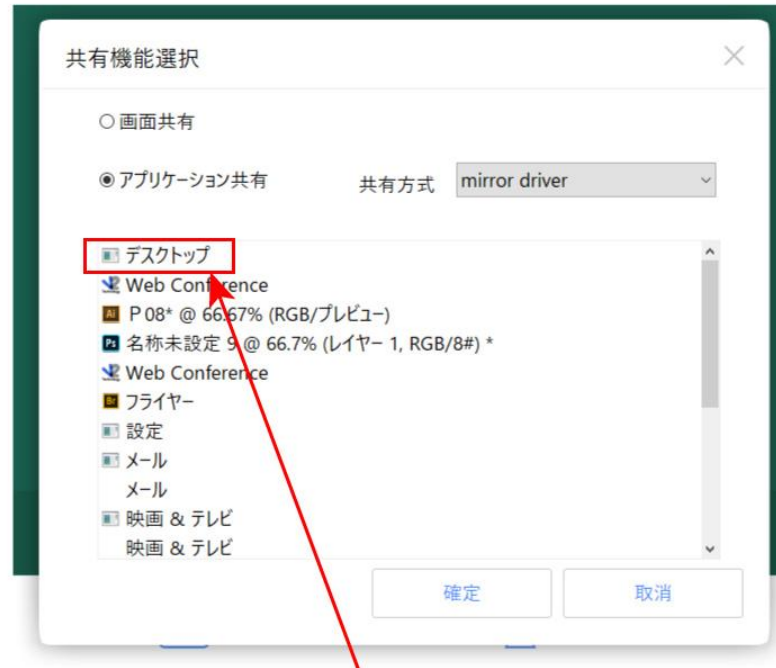 共有機能選択
画面共有
アプリケーション共有 共有方式 mirror driver
デスクトップ
Web Conference
Ai P08* @ 66.67% (RGB/プレビュー)
Ps 名称未設定 9 @ 66.7% (レイヤー 1, RGB/8#) *
Web Conference
Br フライヤー
設定
メール
メール
映画 & テレビ
映画 & テレビ
確定 取消